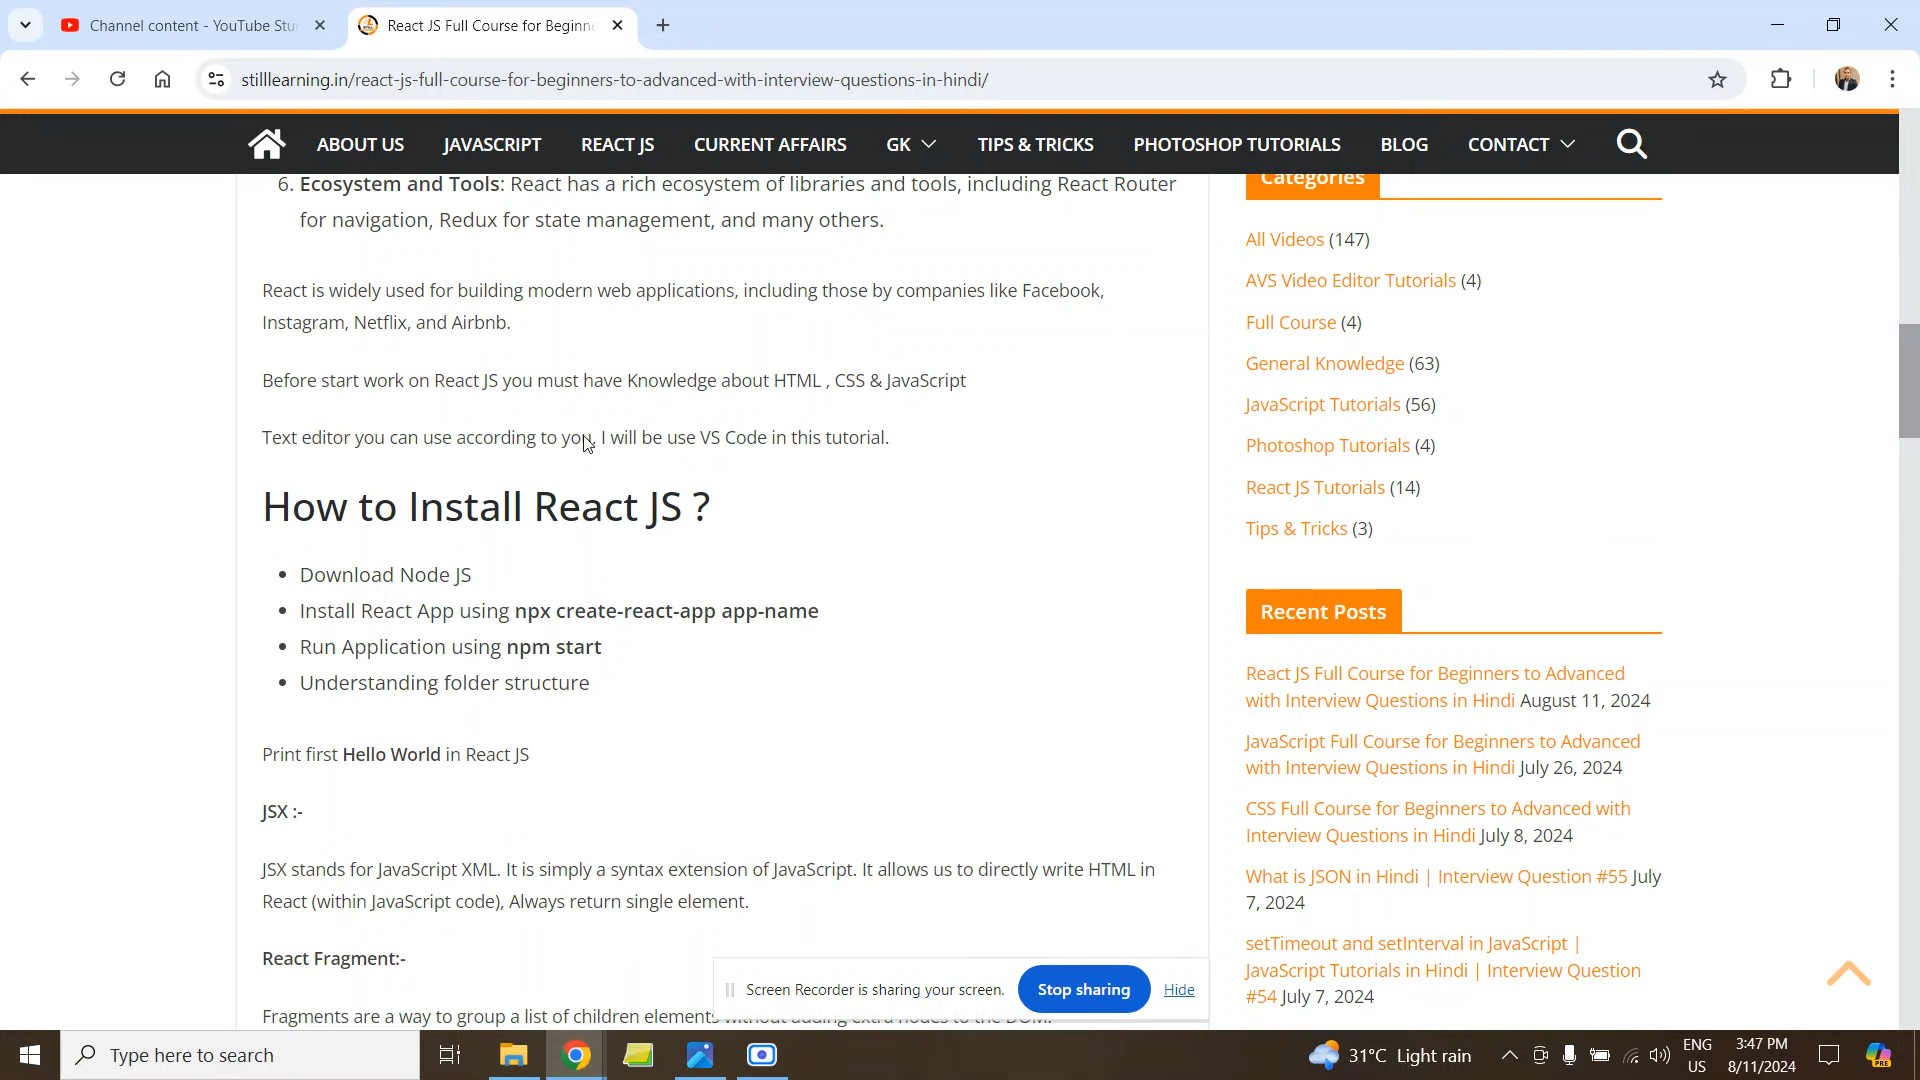 Channel content - YouTube Stu
React JS Full Course for Beginne
stilllearning.in/react-js-full-course-for-beginners-to-advanced-with-interview-questions-in-hindi/
ABOUT US JAVASCRIPT REACT JS CURRENT AFFAIRS GK TIPS & TRICKS PHOTOSHOP TUTORIALS BLOG CONTACT
6. Ecosystem and Tools: React has a rich ecosystem of libraries and tools, including React Router
for navigation, Redux for state management, and many others.
React is widely used for building modern web applications, including those by companies like Facebook,
Instagram, Netflix, and Airbnb.
Before start work on React JS you must have Knowledge about HTML , CSS & JavaScript
Text editor you can use according to you, I will be use VS Code in this tutorial.
How to Install React JS ?
• Download Node JS
• Install React App using npx create-react-app app-name
• Run Application using npm start
• Understanding folder structure
Print first Hello World in React JS
JSX :-
JSX stands for JavaScript XML. It is simply a syntax extension of JavaScript. It allows us to directly write HTML in
React (within JavaScript code), Always return single element.
React Fragment:-
Fragments are a way to group a list of children elements without adding extra nodes to the DOM.
Categories
All Videos (147)
AVS Video Editor Tutorials (4)
Full Course (4)
General Knowledge (63)
JavaScript Tutorials (56)
Photoshop Tutorials (4)
React JS Tutorials (14)
Tips & Tricks (3)
Recent Posts
React JS Full Course for Beginners to Advanced
with Interview Questions in Hindi August 11, 2024
JavaScript Full Course for Beginners to Advanced
with Interview Questions in Hindi July 26, 2024
CSS Full Course for Beginners to Advanced with
Interview Questions in Hindi July 8, 2024
What is JSON in Hindi | Interview Question #55 July
7, 2024
setTimeout and setInterval in JavaScript |
JavaScript Tutorials in Hindi | Interview Question
#54 July 7, 2024
Screen Recorder is sharing your screen. Stop sharing Hide
Type here to search
31°C Light rain
ENG
US
3:47 PM
8/11/2024
PRE